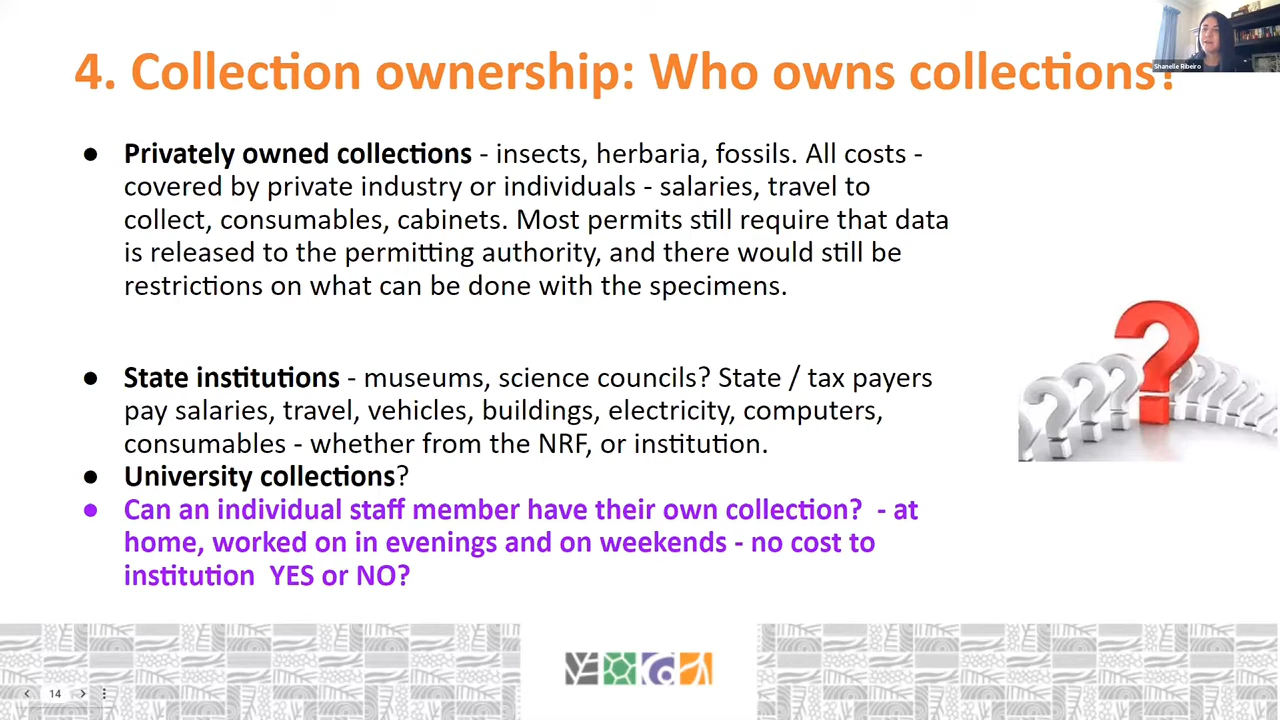 4. Collection ownership: Who owns collections?
Shanelle Ribeiro
● Privately owned collections - insects, herbaria, fossils. All costs -
covered by private industry or individuals - salaries, travel to
collect, consumables, cabinets. Most permits still require that data
is released to the permitting authority, and there would still be
restrictions on what can be done with the specimens.
● State institutions - museums, science councils? State / tax payers
pay salaries, travel, vehicles, buildings, electricity, computers,
consumables - whether from the NRF, or institution.
● University collections?
● Can an individual staff member have their own collection? - at
home, worked on in evenings and on weekends - no cost to
institution YES or NO?
14